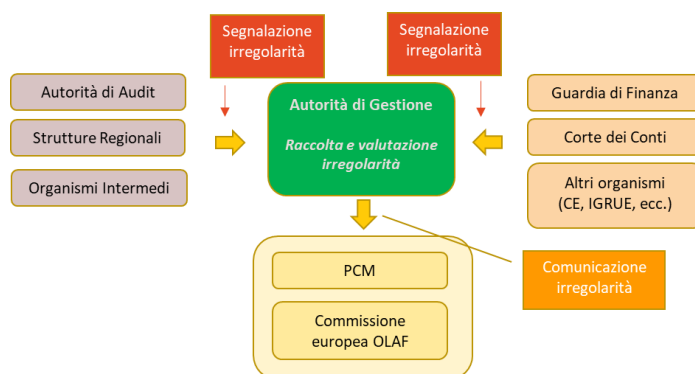 Segnalazione
irregolarità
Segnalazione
irregolarità
Autorità di Audit
Strutture Regionali
Organismi Intermedi
Autorità di Gestione
Raccolta e valutazione
irregolarità
Guardia di Finanza
Corte dei Conti
Altri organismi
(CE, IGRUE, ecc.)
PCM
Commissione
europea OLAF
Comunicazione
irregolarità